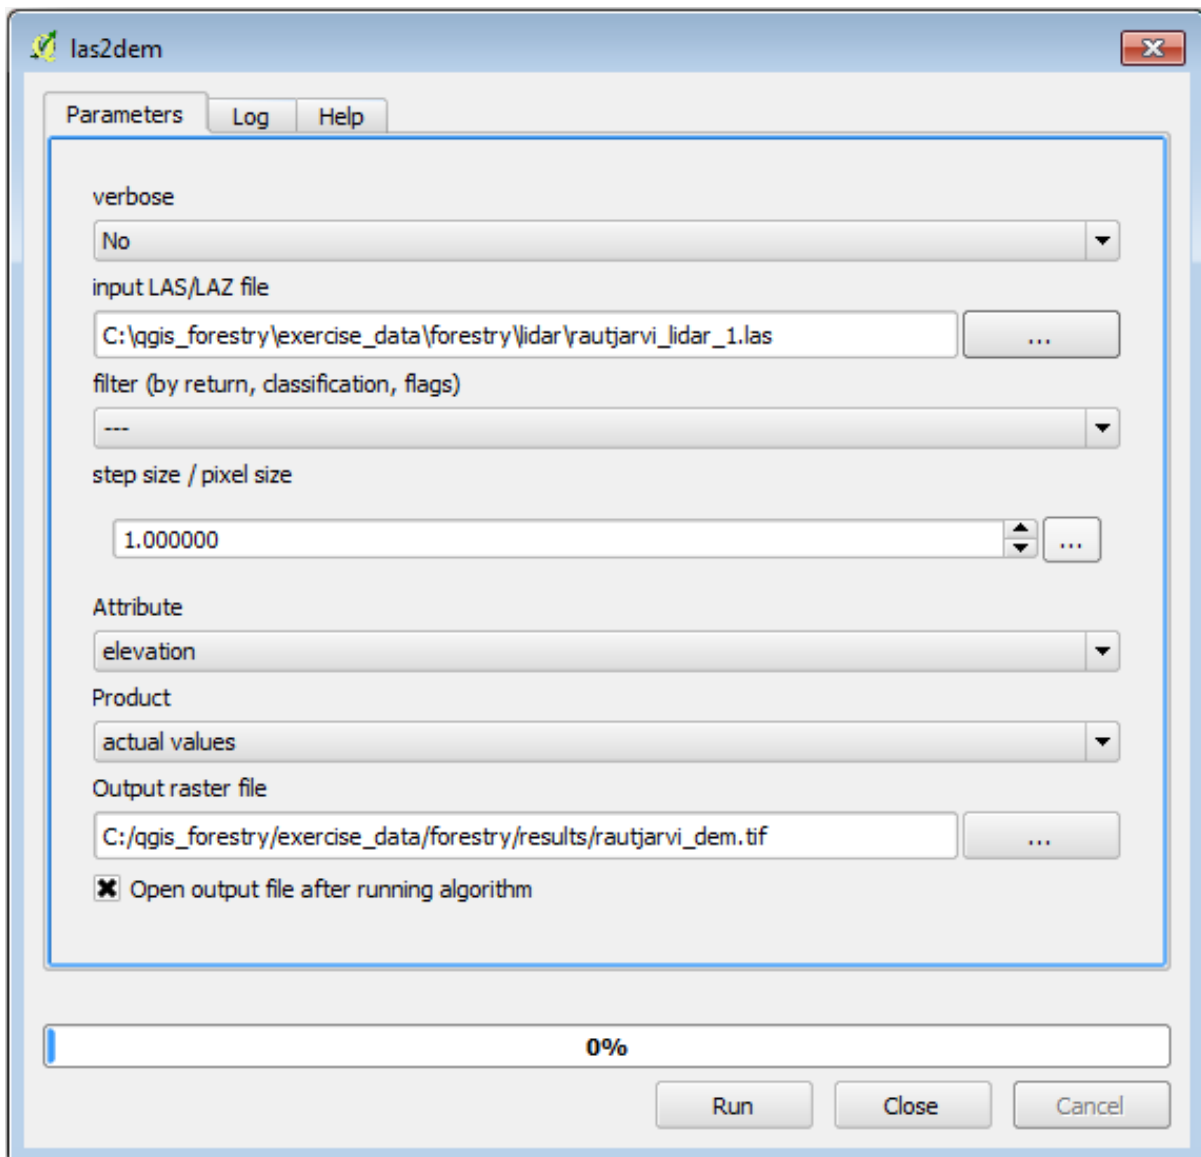 las2dem
Parameters
Log
Help
verbose
No
input LAS/LAZ file
C:\qgis_forestry\exercise_data\forestry\lidar\rautjarvi_lidar_1.las
...
filter (by return, classification, flags)
---
step size / pixel size
1.000000
...
Attribute
elevation
Product
actual values
Output raster file
C:/qgis_forestry/exercise_data/forestry/results/rautjarvi_dem.tif
...
Open output file after running algorithm
0%
Run
Close
Cancel